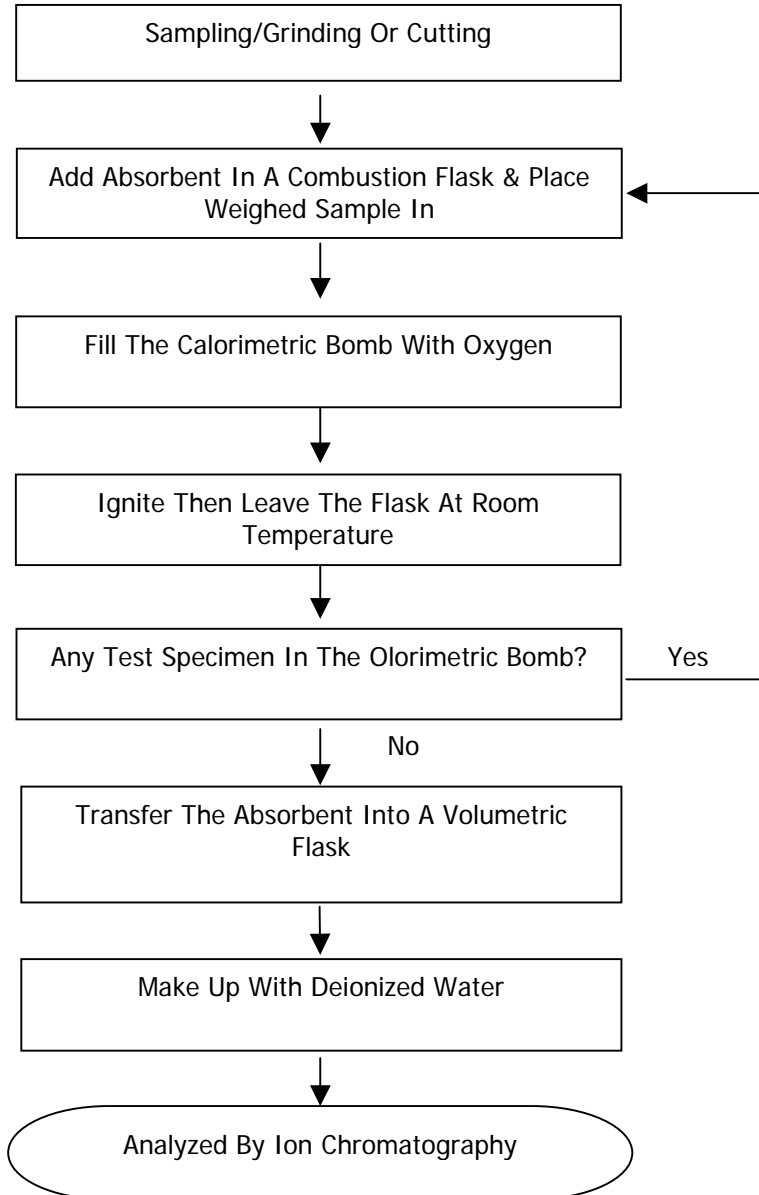 Sampling/Grinding Or Cutting
Add Absorbent In A Combustion Flask & Place
Weighed Sample In
Fill The Calorimetric Bomb With Oxygen
Ignite Then Leave The Flask At Room
Temperature
Any Test Specimen In The Olorimetric Bomb?
Yes
No
Transfer The Absorbent Into A Volumetric
Flask
Make Up With Deionized Water
Analyzed By Ion Chromatography